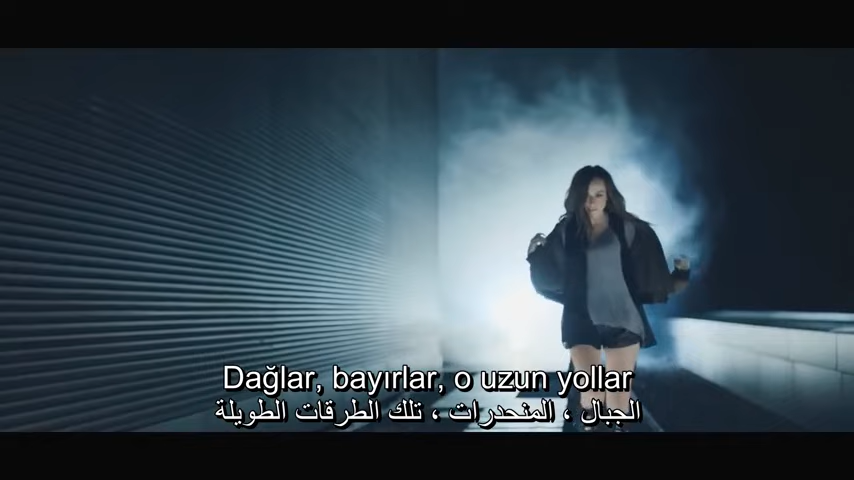 Dağlar, bayırlar, o uzun yollar
الجبال ، المنحدرات ، تلك الطرقات الطويلة